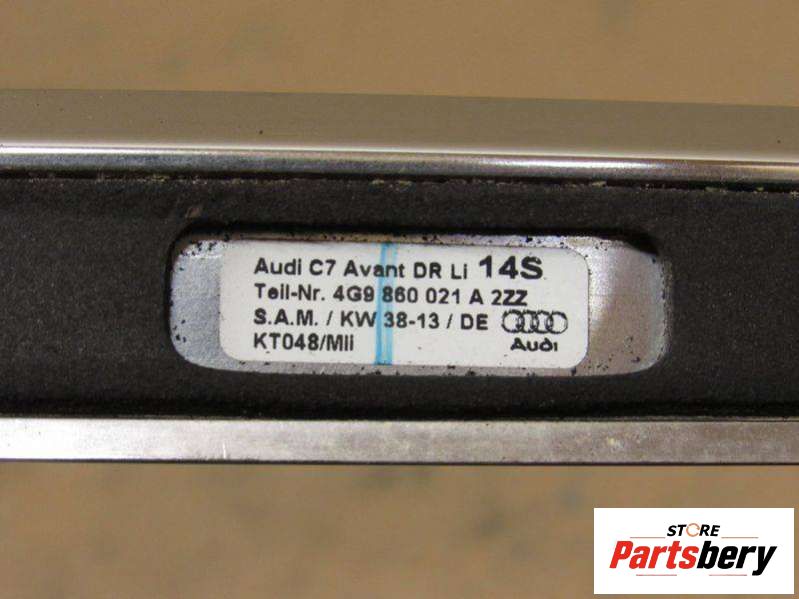 Audi C7 Avant DR Li 14S
Teil-Nr. 4G9 860 021 A 2ZZ
S.A.M. / KW 38-13 / DE
KT048/Mii
Audi
STORE
Partsbery